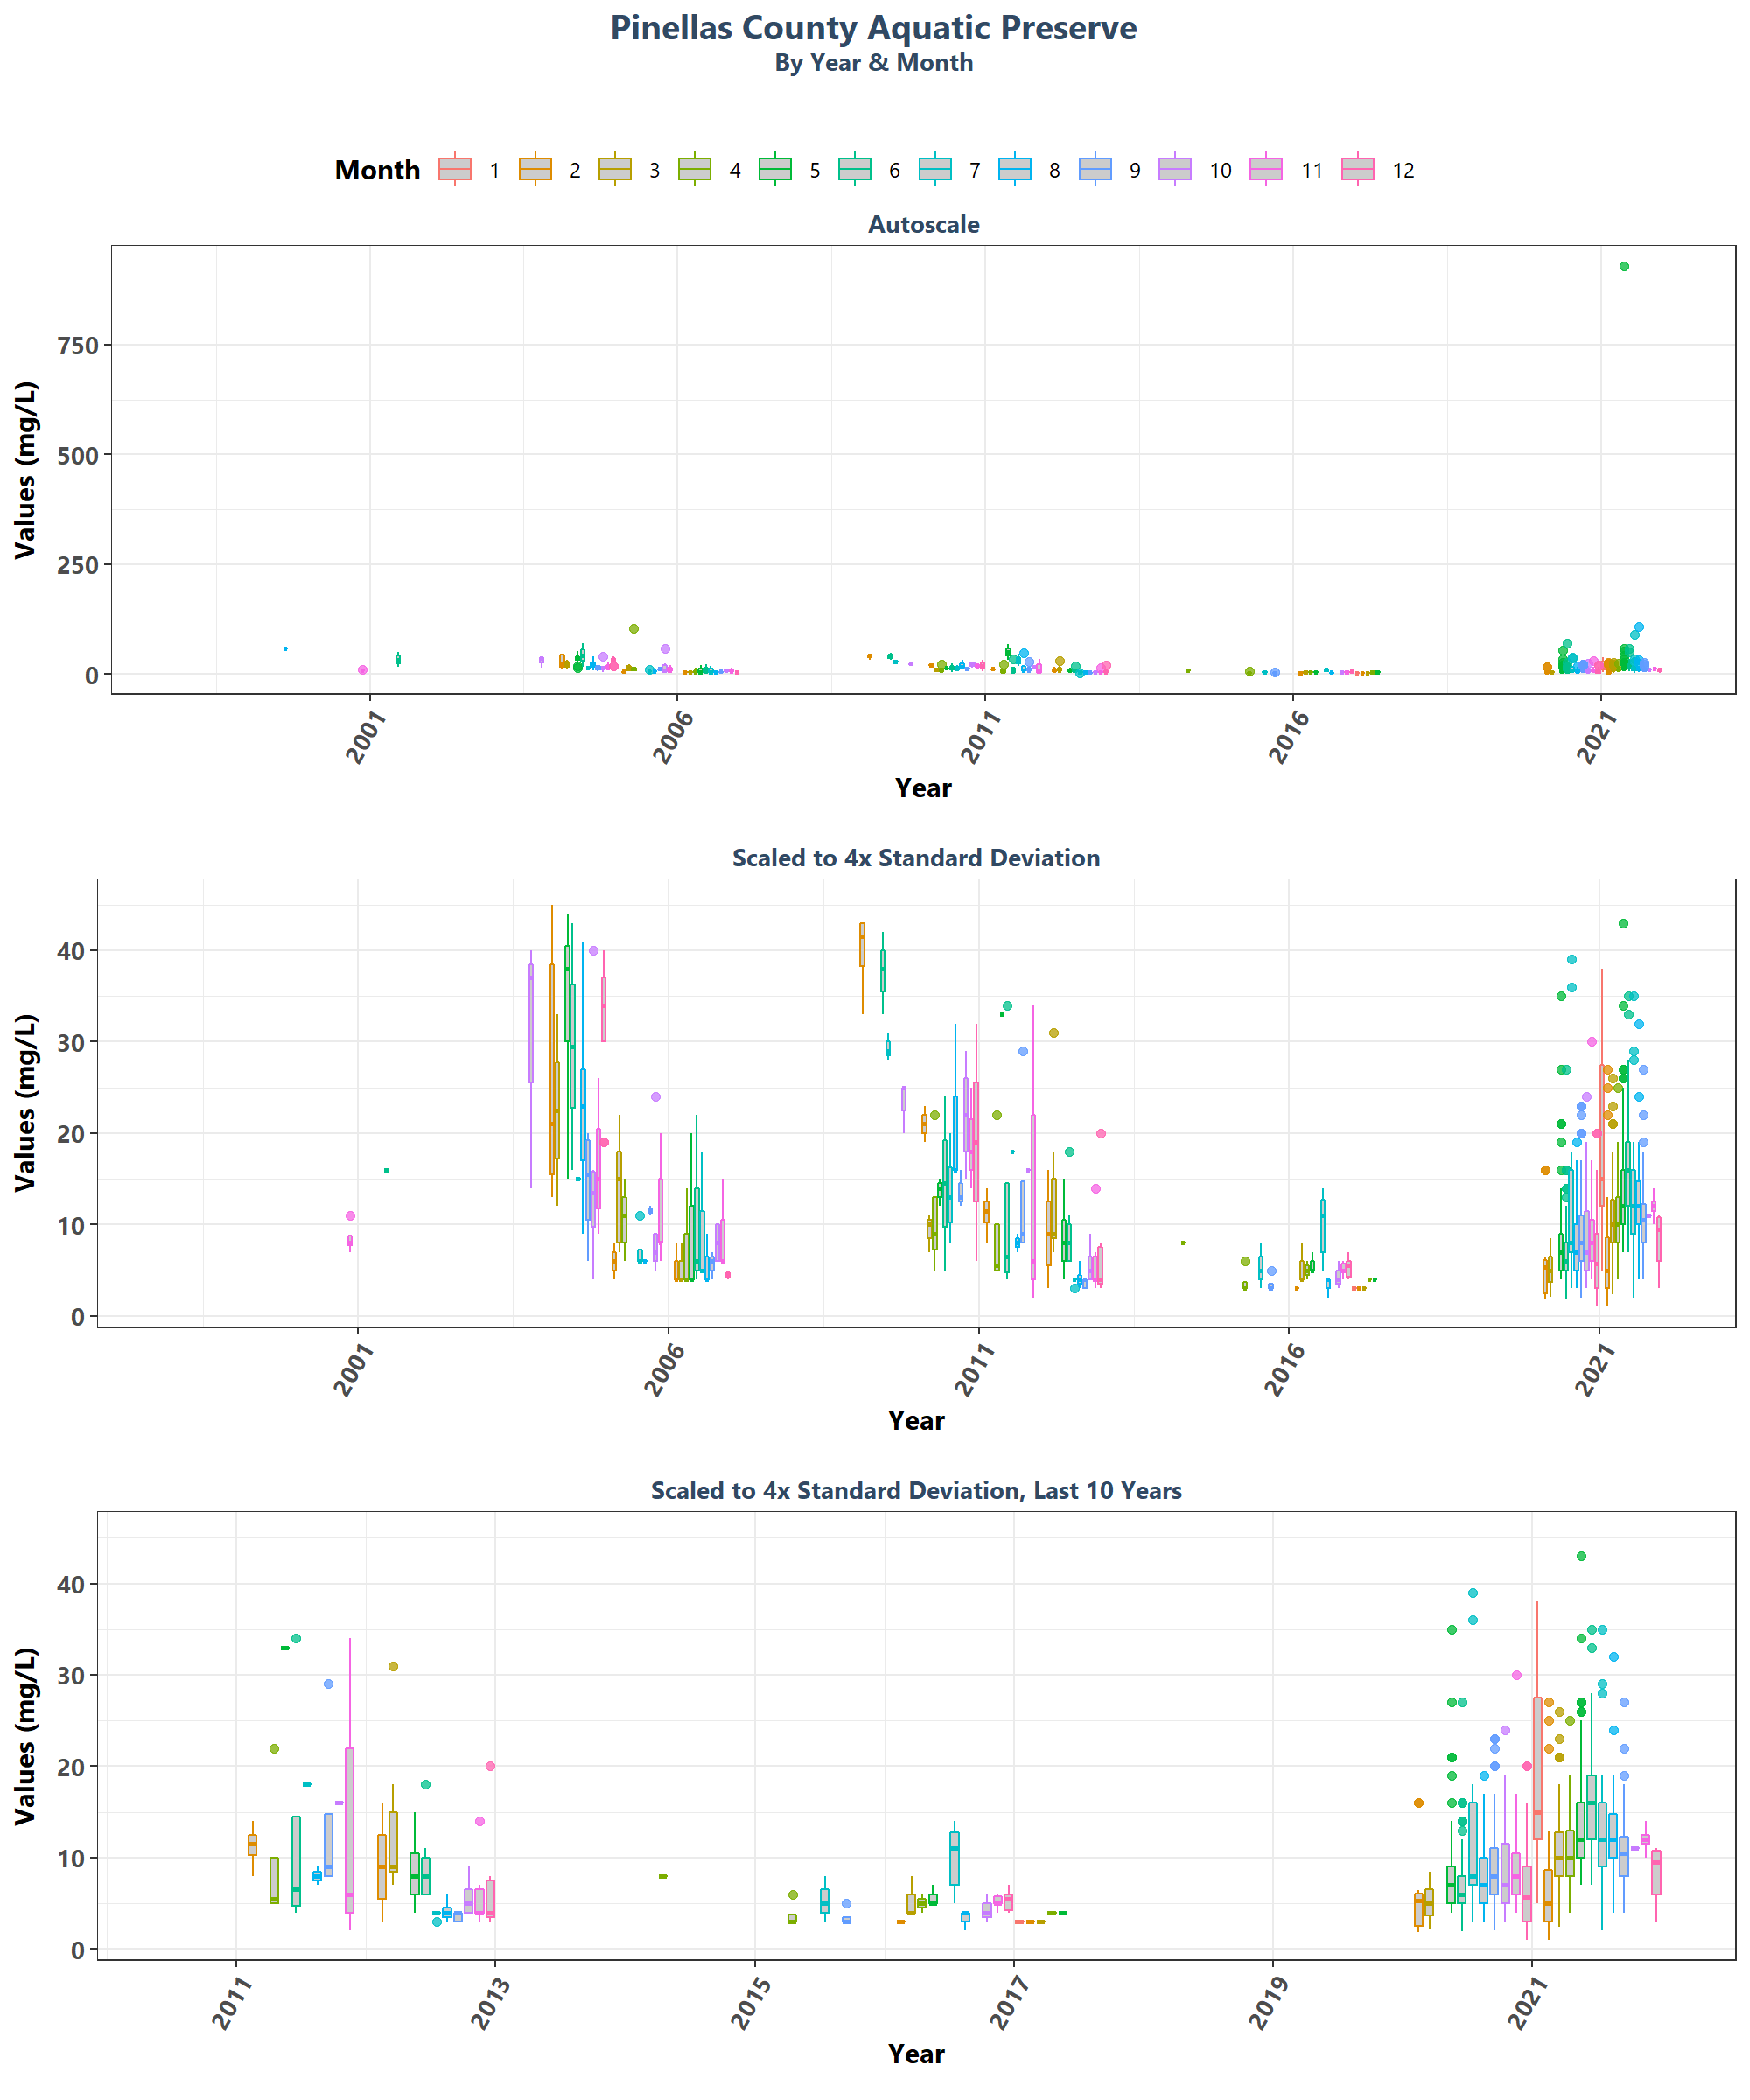 Pinellas County Aquatic Preserve
By Year & Month
Month 1 2 3 4 5 6 7 8 9 10 11 12
Autoscale
Values (mg/L)
750
500
250
0
2001 2006 2011 2016 2021
Year
Scaled to 4x Standard Deviation
Values (mg/L)
40
30
20
10
0
2001 2006 2011 2016 2021
Year
Scaled to 4x Standard Deviation, Last 10 Years
Values (mg/L)
40
30
20
10
0
2011 2013 2015 2017 2019 2021
Year